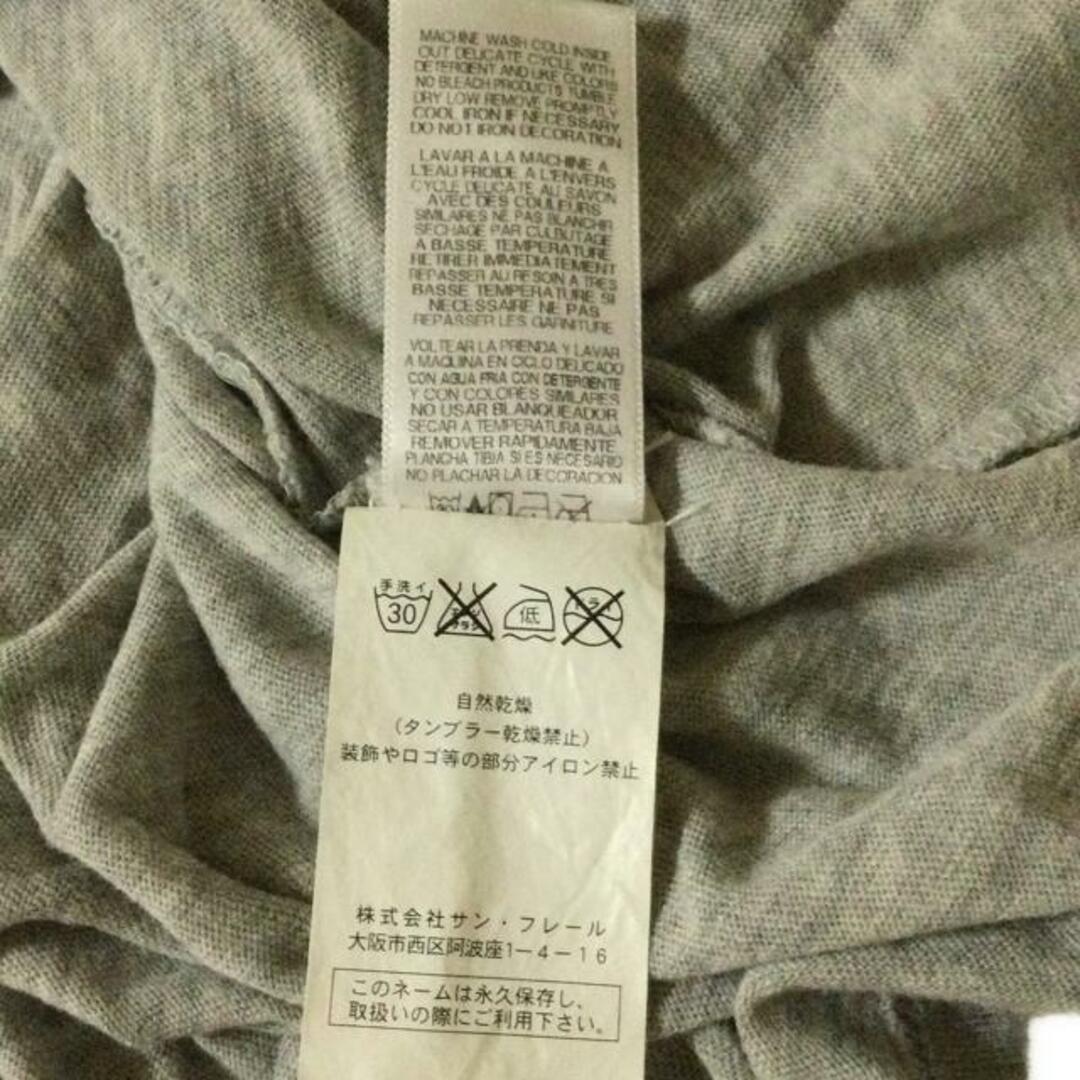 MACHINE WASH COLD INSIDE
OUT DELICATE CYCLE WITH
DETERGENT AND LIKE COLORS
NO BLEACH PRODUCTS TUMBLE
DRY LOW REMOVE PROMPTLY
COOL IRON IF NECESSARY
DO NOT IRON DECORATION
LAVAR A LA MACHINE A
L'EAU FROIDE A L'ENVERS
CYCLE DELICATE AU SAVON
AVEC DES COULEURS
SIMILAIRES NE PAS BLANCHIR
SECHAGE PAR CULBUTAGE
A BASSE TEMPERATURE
RETIRER IMMEDIATEMENT
REPASSER AU RESOIN A TRES
BASSE TEMPERATURE SI
NECESSAIRE NE PAS
REPASSER LES GARNITURE
VOLTEAR LA PRENDA Y LAVAR
A MAQUINA EN CICLO DELICADO
CON AGUA FRIA CON DETERGENTE
Y CON COLORES SIMILARES
NO USAR BLANQUEADOR
SECAR A TEMPERATURA BAJA
REMOVER RAPIDAMENTE
PLANCHA TIBIA SI ES NECESARIO
NO PLACHAR LA DECORACION
手洗イ
30 低
自然乾燥
(タンブラー乾燥禁止)
装飾やロゴ等の部分アイロン禁止
株式会社サン・フレール
大阪市西区阿波座1-4-16
このネームは永久保存し、
取扱いの際にご利用下さい。